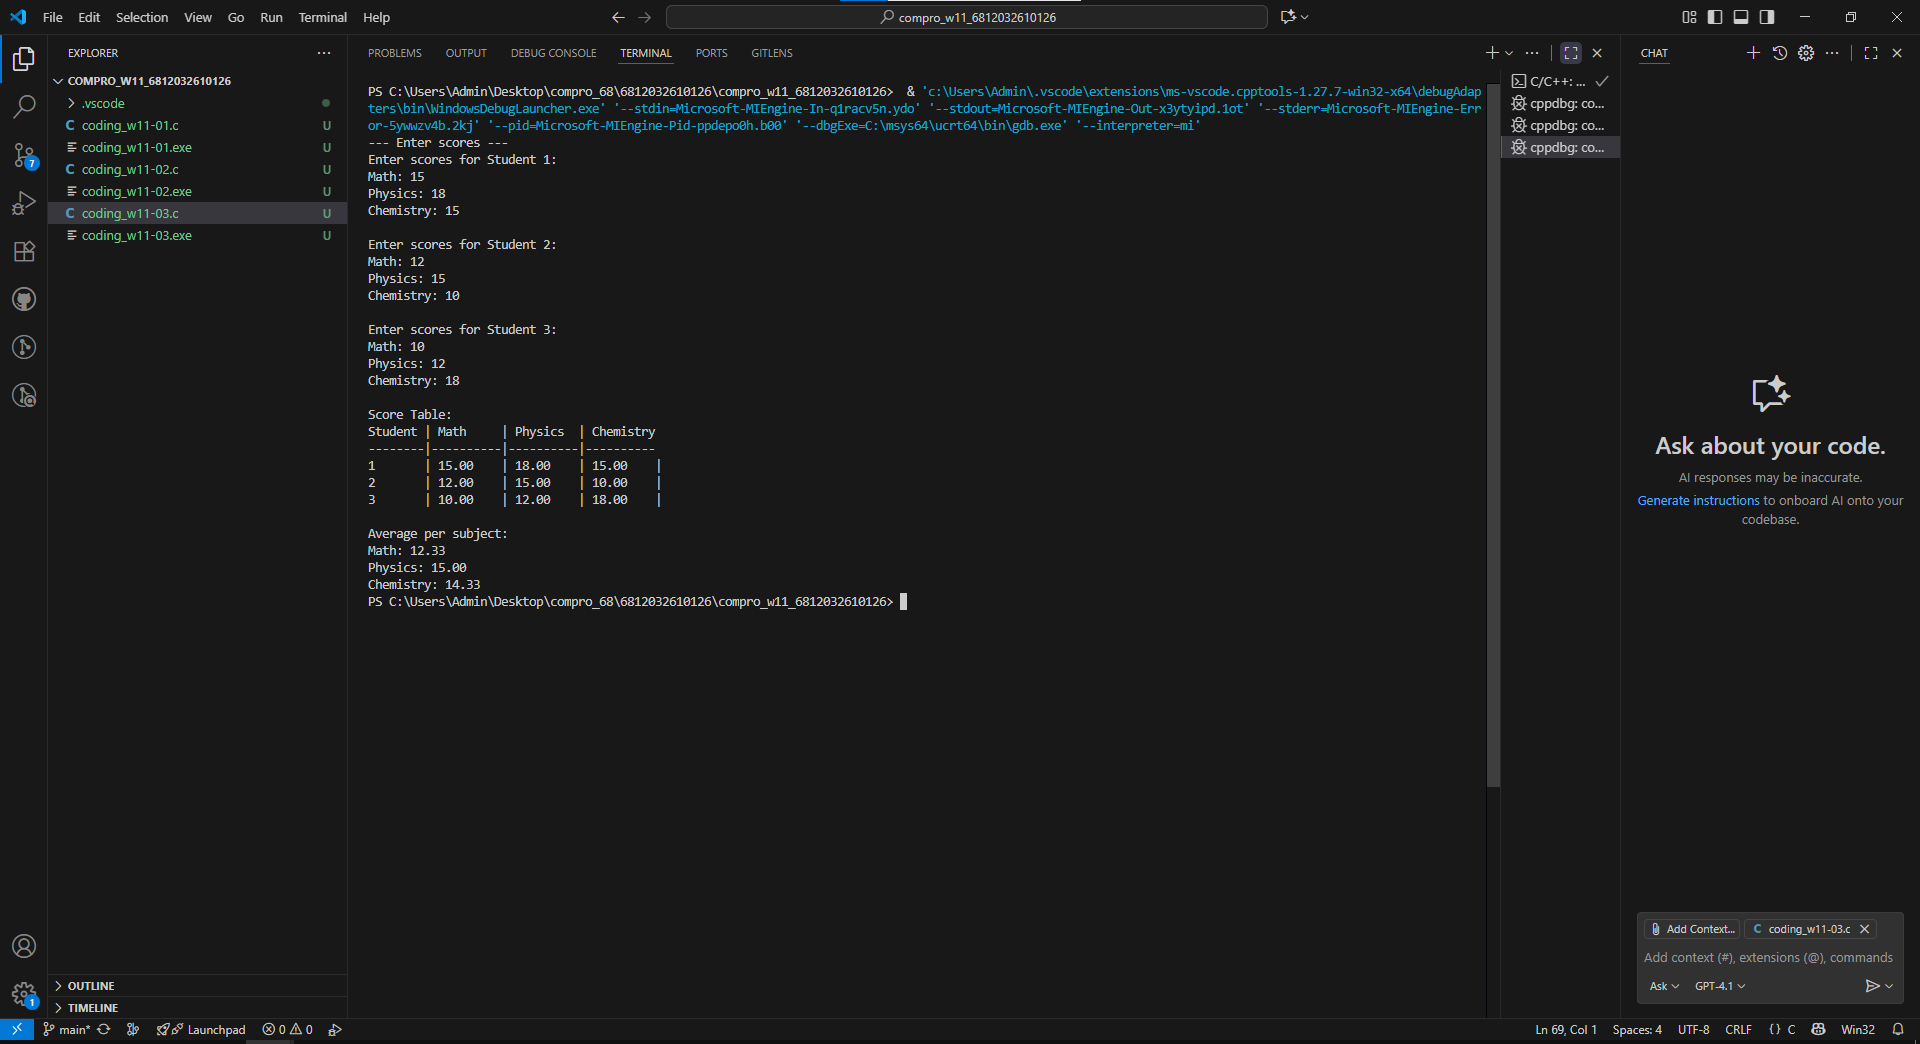 File Edit Selection View Go Run Terminal Help
compro_w11_6812032610126
EXPLORER
COMPRO_W11_6812032610126
.vscode
C coding_w11-01.c U
coding_w11-01.exe U
C coding_w11-02.c U
coding_w11-02.exe U
C coding_w11-03.c U
coding_w11-03.exe U
7
1
OUTLINE
TIMELINE
PROBLEMS OUTPUT DEBUG CONSOLE TERMINAL PORTS GITLENS
PS C:\Users\Admin\Desktop\compro_68\6812032610126\compro_w11_6812032610126>  & 'c:\Users\Admin\.vscode\extensions\ms-vscode.cpptools-1.27.7-win32-x64\debugAdap
ters\bin\WindowsDebugLauncher.exe' '--stdin=Microsoft-MIEngine-In-q1racv5n.ydo' '--stdout=Microsoft-MIEngine-Out-x3ytyipd.1ot' '--stderr=Microsoft-MIEngine-Err
or-5ywwzv4b.2kj' '--pid=Microsoft-MIEngine-Pid-ppdepo0h.b00' '--dbgExe=C:\msys64\ucrt64\bin\gdb.exe' '--interpreter=mi'
--- Enter scores ---
Enter scores for Student 1:
Math: 15
Physics: 18
Chemistry: 15
Enter scores for Student 2:
Math: 12
Physics: 15
Chemistry: 10
Enter scores for Student 3:
Math: 10
Physics: 12
Chemistry: 18
Score Table:
Student | Math     | Physics  | Chemistry
--------|----------|----------|----------
1       | 15.00    | 18.00    | 15.00    |
2       | 12.00    | 15.00    | 10.00    |
3       | 10.00    | 12.00    | 18.00    |
Average per subject:
Math: 12.33
Physics: 15.00
Chemistry: 14.33
PS C:\Users\Admin\Desktop\compro_68\6812032610126\compro_w11_6812032610126>
C/C++: ...
cppdbg: co...
cppdbg: co...
cppdbg: co...
CHAT
Ask about your code.
AI responses may be inaccurate.
Generate instructions to onboard AI onto your
codebase.
Add Context... C coding_w11-03.c
Add context (#), extensions (@), commands
Ask GPT-4.1
main* Launchpad 0 0
Ln 69, Col 1 Spaces: 4 UTF-8 CRLF {} C Win32